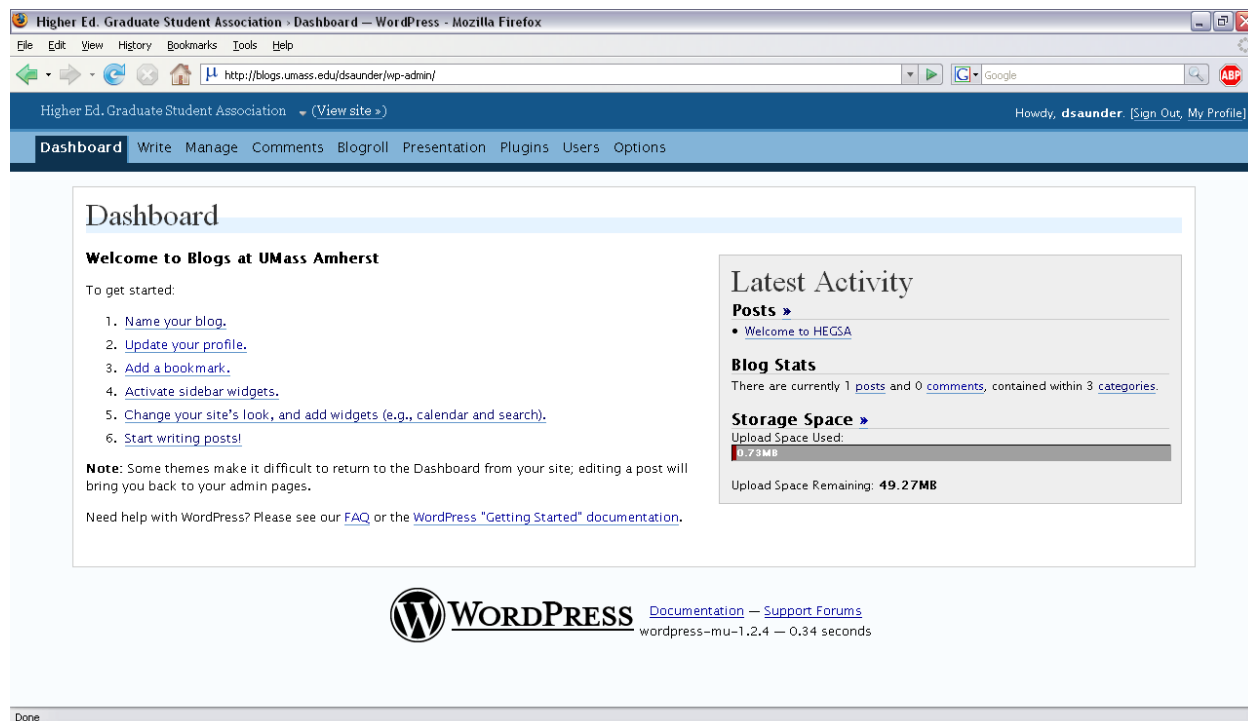 Higher Ed. Graduate Student Association › Dashboard — WordPress - Mozilla Firefox
File Edit View History Bookmarks Tools Help
µ http://blogs.umass.edu/dsaunder/wp-admin/ G Google ABP
Higher Ed. Graduate Student Association (View site ») Howdy, dsaunder. [Sign Out, My Profile]
Dashboard Write Manage Comments Blogroll Presentation Plugins Users Options
Dashboard
Welcome to Blogs at UMass Amherst
To get started:
1. Name your blog.
2. Update your profile.
3. Add a bookmark.
4. Activate sidebar widgets.
5. Change your site's look, and add widgets (e.g., calendar and search).
6. Start writing posts!
Note: Some themes make it difficult to return to the Dashboard from your site; editing a post will
bring you back to your admin pages.
Need help with WordPress? Please see our FAQ or the WordPress "Getting Started" documentation.
Latest Activity
Posts »
• Welcome to HEGSA
Blog Stats
There are currently 1 posts and 0 comments, contained within 3 categories.
Storage Space »
Upload Space Used:
0.73MB
Upload Space Remaining: 49.27MB
WORDPRESS
Documentation — Support Forums
wordpress-mu-1.2.4 — 0.34 seconds
Done